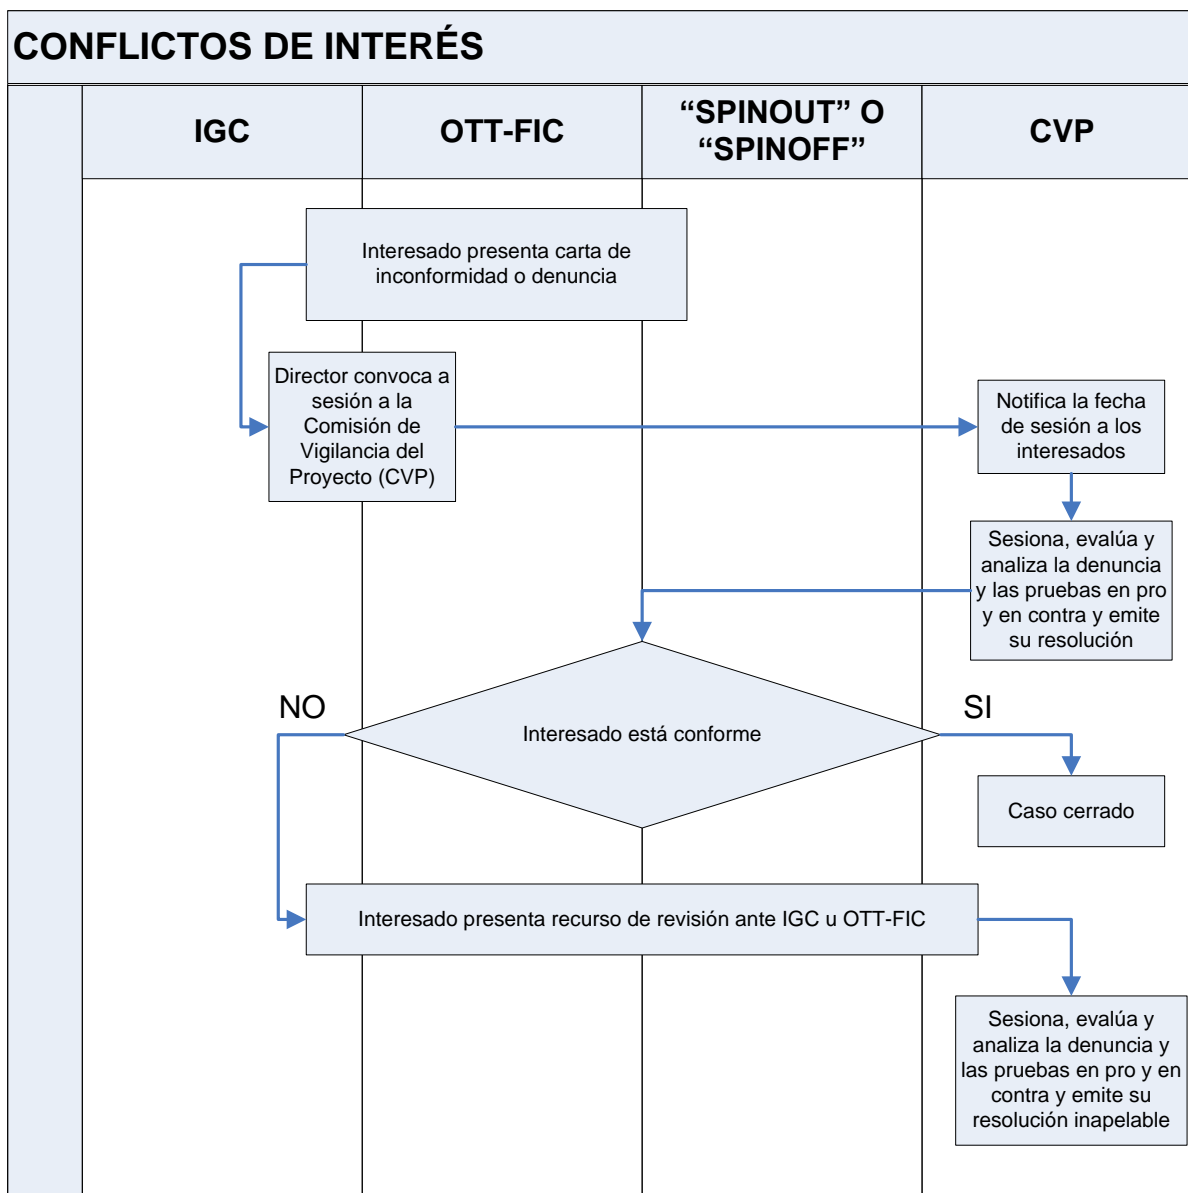 CONFLICTOS DE INTERÉS
IGC
OTT-FIC
“SPINOUT” O
“SPINOFF”
CVP
Interesado presenta carta de
inconformidad o denuncia
Director convoca a
sesión a la
Comisión de
Vigilancia del
Proyecto (CVP)
Notifica la fecha
de sesión a los
interesados
Sesiona, evalúa y
analiza la denuncia
y las pruebas en pro
y en contra y emite
su resolución
NO
Interesado está conforme
SI
Caso cerrado
Interesado presenta recurso de revisión ante IGC u OTT-FIC
Sesiona, evalúa y
analiza la denuncia y
las pruebas en pro y en
contra y emite su
resolución inapelable